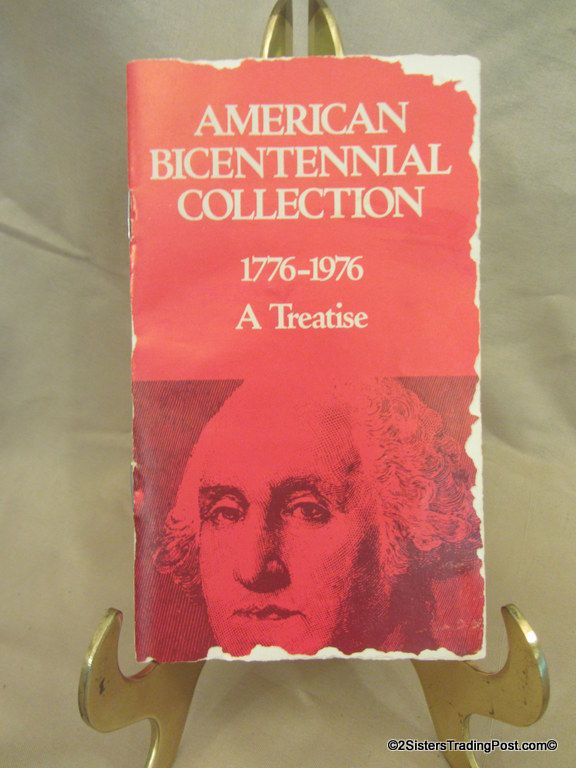 AMERICAN
BICENTENNIAL
COLLECTION
1776-1976
A Treatise
©2SistersTradingPost.com©